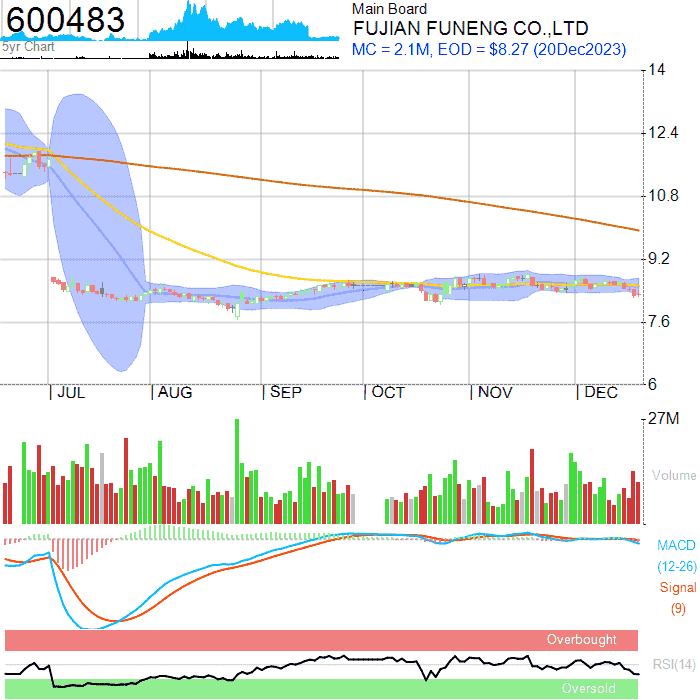 600483
Main Board
FUJIAN FUNENG CO.,LTD
MC = 2.1M, EOD = $8.27 (20Dec2023)
5yr Chart
14
12.4
10.8
9.2
7.6
6
JUL AUG SEP OCT NOV DEC
27M
Volume
MACD
(12-26)
Signal
(9)
Overbought
RSI(14)
Oversold